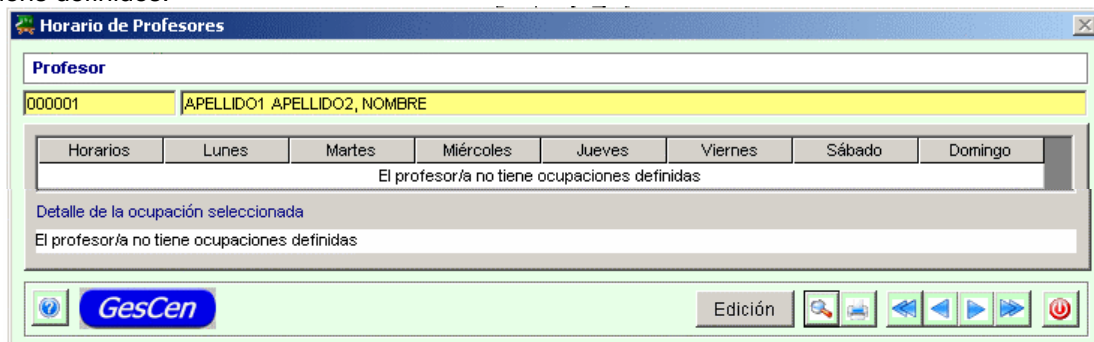 Horario de Profesores
Profesor
000001 APELLIDO1 APELLIDO2, NOMBRE
Horarios Lunes Martes Miércoles Jueves Viernes Sábado Domingo
El profesor/a no tiene ocupaciones definidas
Detalle de la ocupación seleccionada
El profesor/a no tiene ocupaciones definidas
GesCen Edición